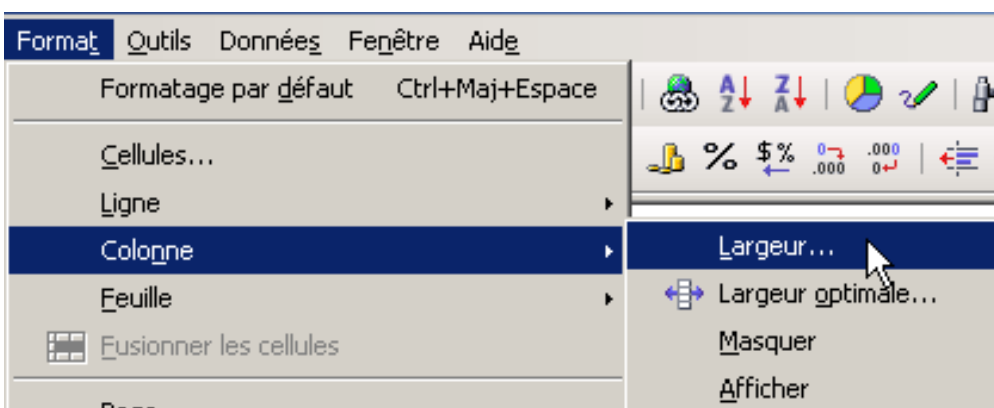 Format Outils Données Fenêtre Aide
Formatage par défaut Ctrl+Maj+Espace
Cellules...
Ligne
Colonne
Largeur...
Feuille
Largeur optimale...
Fusionner les cellules
Masquer
Afficher